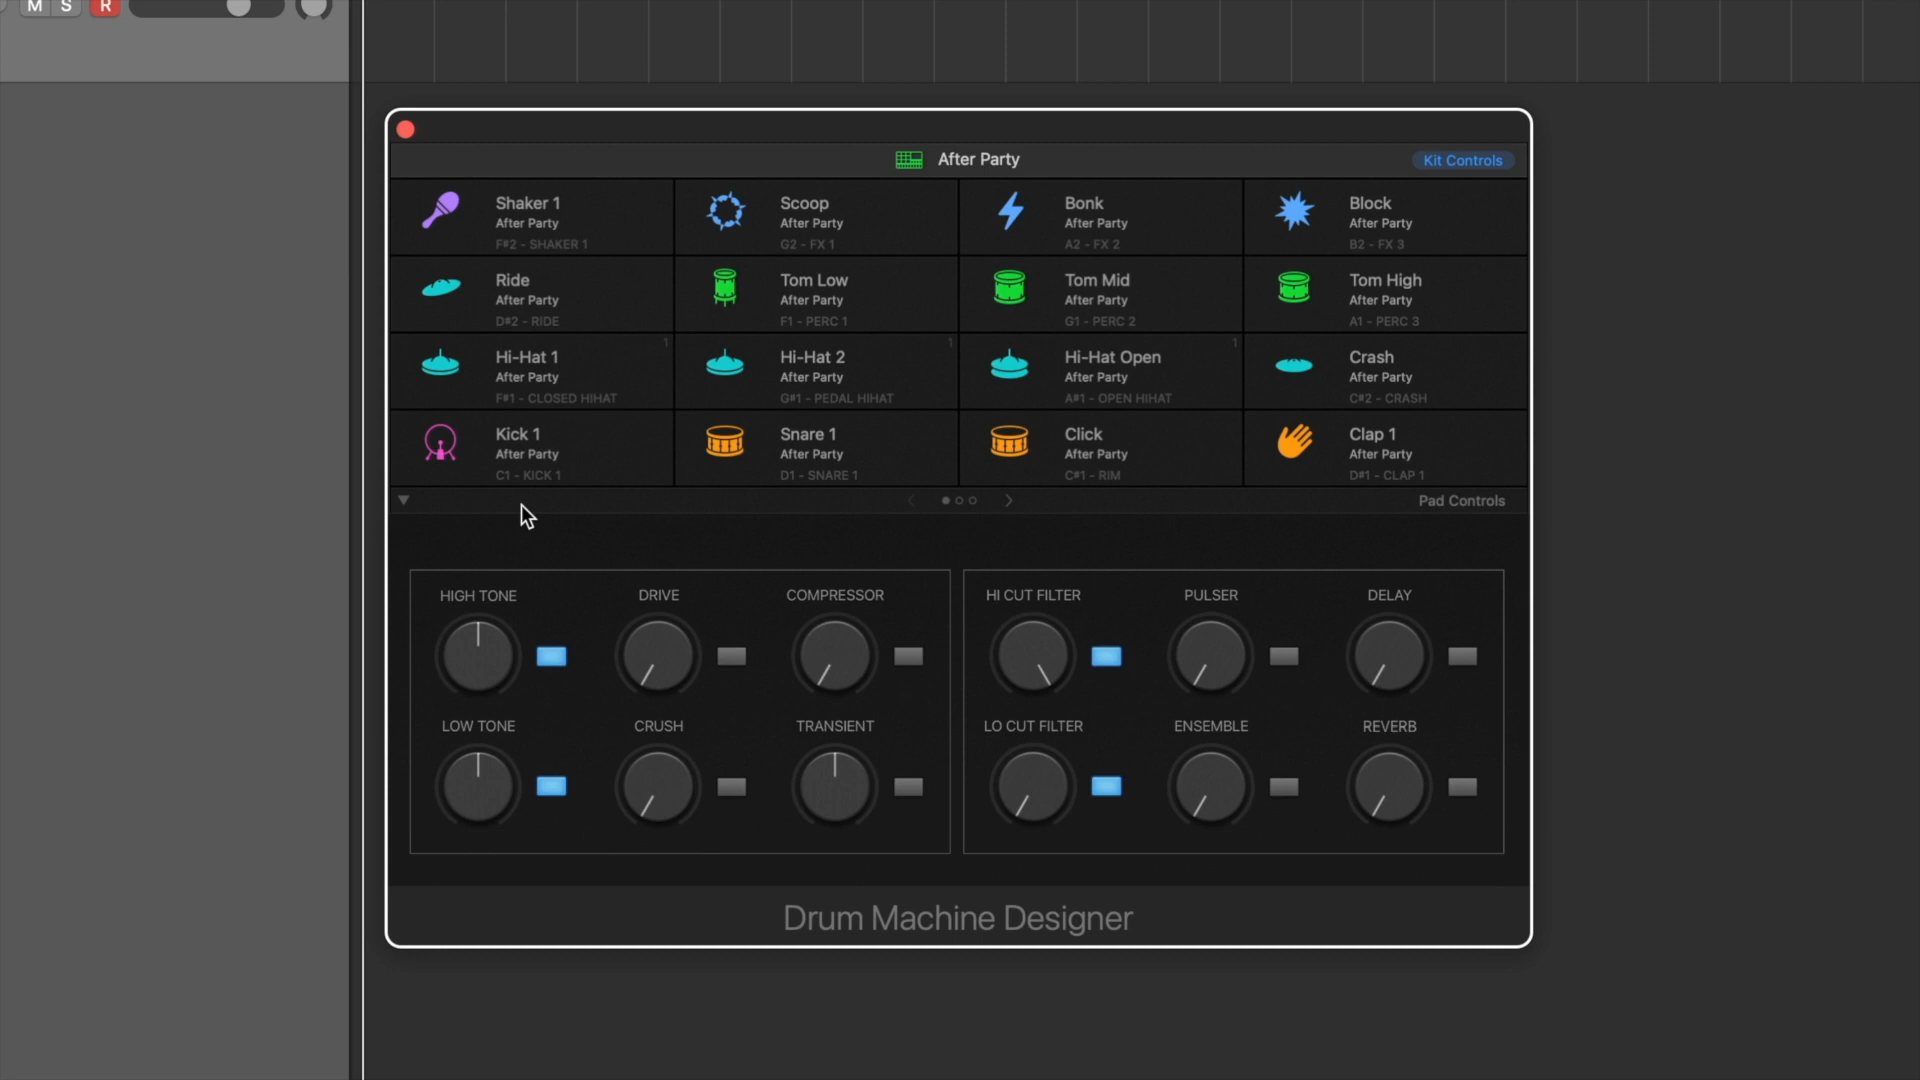 M S R
After Party
Kit Controls
Shaker 1
After Party
F#2 - SHAKER 1
Scoop
After Party
G2 - FX 1
Bonk
After Party
A2 - FX 2
Block
After Party
B2 - FX 3
Ride
After Party
D#2 - RIDE
Tom Low
After Party
F1 - PERC 1
Tom Mid
After Party
G1 - PERC 2
Tom High
After Party
A1 - PERC 3
Hi-Hat 1
After Party
F#1 - CLOSED HIHAT
1
Hi-Hat 2
After Party
G#1 - PEDAL HIHAT
1
Hi-Hat Open
After Party
A#1 - OPEN HIHAT
1
Crash
After Party
C#2 - CRASH
Kick 1
After Party
C1 - KICK 1
Snare 1
After Party
D1 - SNARE 1
Click
After Party
C#1 - RIM
Clap 1
After Party
D#1 - CLAP 1
Pad Controls
HIGH TONE
DRIVE
COMPRESSOR
HI CUT FILTER
PULSER
DELAY
LOW TONE
CRUSH
TRANSIENT
LO CUT FILTER
ENSEMBLE
REVERB
Drum Machine Designer